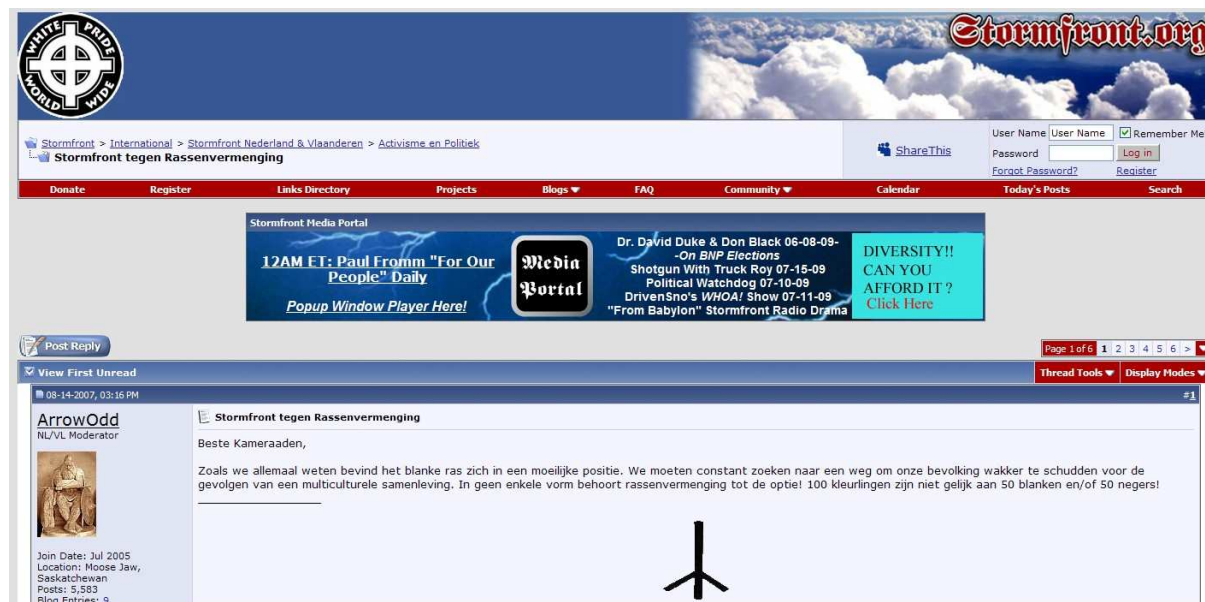 WHITE PRIDE WORLD WIDE
Stormfront.org
Stormfront > International > Stormfront Nederland & Vlaanderen > Activisme en Politiek
Stormfront tegen Rassenvermenging
ShareThis
User Name User Name Remember Me
Password Log in
Forgot Password? Register
Donate Register Links Directory Projects Blogs FAQ Community Calendar Today's Posts Search
Stormfront Media Portal
12AM ET: Paul Fromm "For Our
People" Daily
Popup Window Player Here!
Media
Portal
Dr. David Duke & Don Black 06-08-09-
-On BNP Elections
Shotgun With Truck Roy 07-15-09
Political Watchdog 07-10-09
DrivenSno's WHOA! Show 07-11-09
"From Babylon" Stormfront Radio Drama
DIVERSITY!!
CAN YOU
AFFORD IT ?
Click Here
Post Reply
Page 1 of 6 1 2 3 4 5 6 >
View First Unread
Thread Tools Display Modes
08-14-2007, 03:16 PM #1
ArrowOdd
NL/VL Moderator
Join Date: Jul 2005
Location: Moose Jaw,
Saskatchewan
Posts: 5,583
Blog Entries: 9
Stormfront tegen Rassenvermenging
Beste Kameraaden,
Zoals we allemaal weten bevind het blanke ras zich in een moeilijke positie. We moeten constant zoeken naar een weg om onze bevolking wakker te schudden voor de
gevolgen van een multiculturele samenleving. In geen enkele vorm behoort rassenvermenging tot de optie! 100 kleurlingen zijn niet gelijk aan 50 blanken en/of 50 negers!